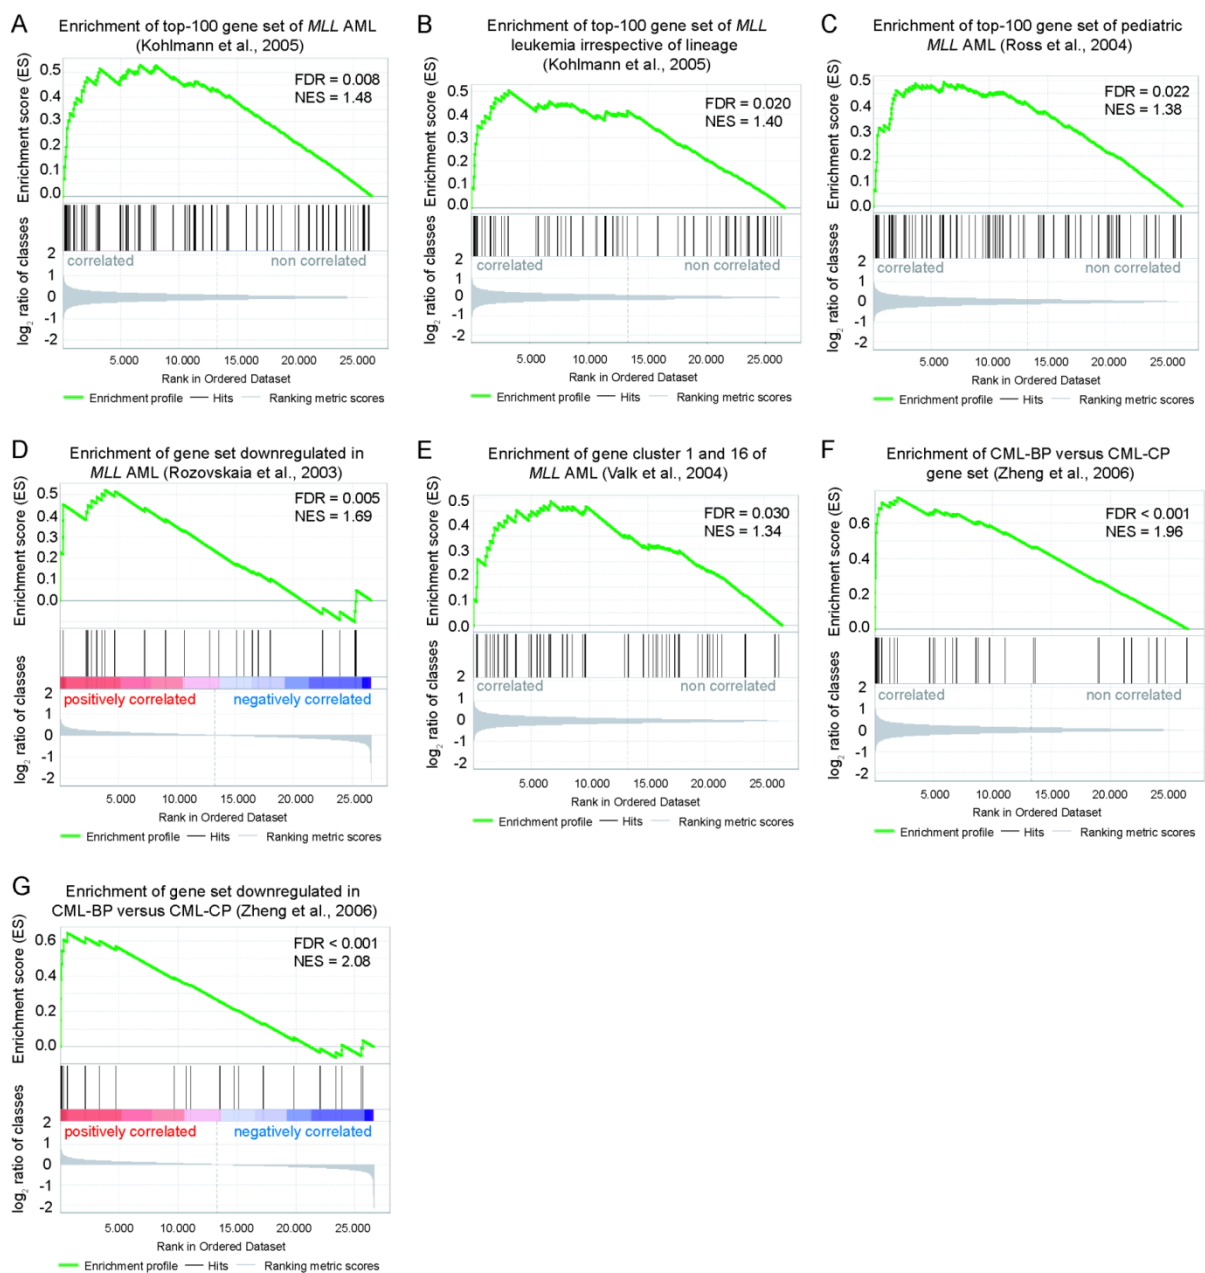 A
Enrichment of top-100 gene set of MLL AML
(Kohlmann et al., 2005)
Enrichment score (ES)
0.5
0.4
0.3
0.2
0.1
0.0
FDR = 0.008
NES = 1.48
correlated
non correlated
log2 ratio of classes
2
1
0
-1
-2
5.000 10.000 15.000 20.000 25.000
Rank in Ordered Dataset
Enrichment profile Hits Ranking metric scores
B
Enrichment of top-100 gene set of MLL
leukemia irrespective of lineage
(Kohlmann et al., 2005)
Enrichment score (ES)
0.5
0.4
0.3
0.2
0.1
0.0
FDR = 0.020
NES = 1.40
correlated
non correlated
log2 ratio of classes
2
1
0
-1
-2
5.000 10.000 15.000 20.000 25.000
Rank in Ordered Dataset
Enrichment profile Hits Ranking metric scores
C
Enrichment of top-100 gene set of pediatric
MLL AML (Ross et al., 2004)
Enrichment score (ES)
0.5
0.4
0.3
0.2
0.1
0.0
FDR = 0.022
NES = 1.38
correlated
non correlated
log2 ratio of classes
2
1
0
-1
-2
5.000 10.000 15.000 20.000 25.000
Rank in Ordered Dataset
Enrichment profile Hits Ranking metric scores
D
Enrichment of gene set downregulated in
MLL AML (Rozovskaia et al., 2003)
Enrichment score (ES)
0.5
0.4
0.3
0.2
0.1
0.0
FDR = 0.005
NES = 1.69
positively correlated
negatively correlated
log2 ratio of classes
2
1
0
-1
-2
5.000 10.000 15.000 20.000 25.000
Rank in Ordered Dataset
Enrichment profile Hits Ranking metric scores
E
Enrichment of gene cluster 1 and 16 of
MLL AML (Valk et al., 2004)
Enrichment score (ES)
0.5
0.4
0.3
0.2
0.1
0.0
FDR = 0.030
NES = 1.34
correlated
non correlated
log2 ratio of classes
2
1
0
-1
-2
5.000 10.000 15.000 20.000 25.000
Rank in Ordered Dataset
Enrichment profile Hits Ranking metric scores
F
Enrichment of CML-BP versus CML-CP
gene set (Zheng et al., 2006)
Enrichment score (ES)
0.6
0.4
0.2
0.0
FDR < 0.001
NES = 1.96
correlated
non correlated
log2 ratio of classes
2
1
0
-1
-2
5.000 10.000 15.000 20.000 25.000
Rank in Ordered Dataset
Enrichment profile Hits Ranking metric scores
G
Enrichment of gene set downregulated in
CML-BP versus CML-CP (Zheng et al., 2006)
Enrichment score (ES)
0.6
0.4
0.2
0.0
FDR < 0.001
NES = 2.08
positively correlated
negatively correlated
log2 ratio of classes
2
1
0
-1
-2
5.000 10.000 15.000 20.000 25.000
Rank in Ordered Dataset
Enrichment profile Hits Ranking metric scores